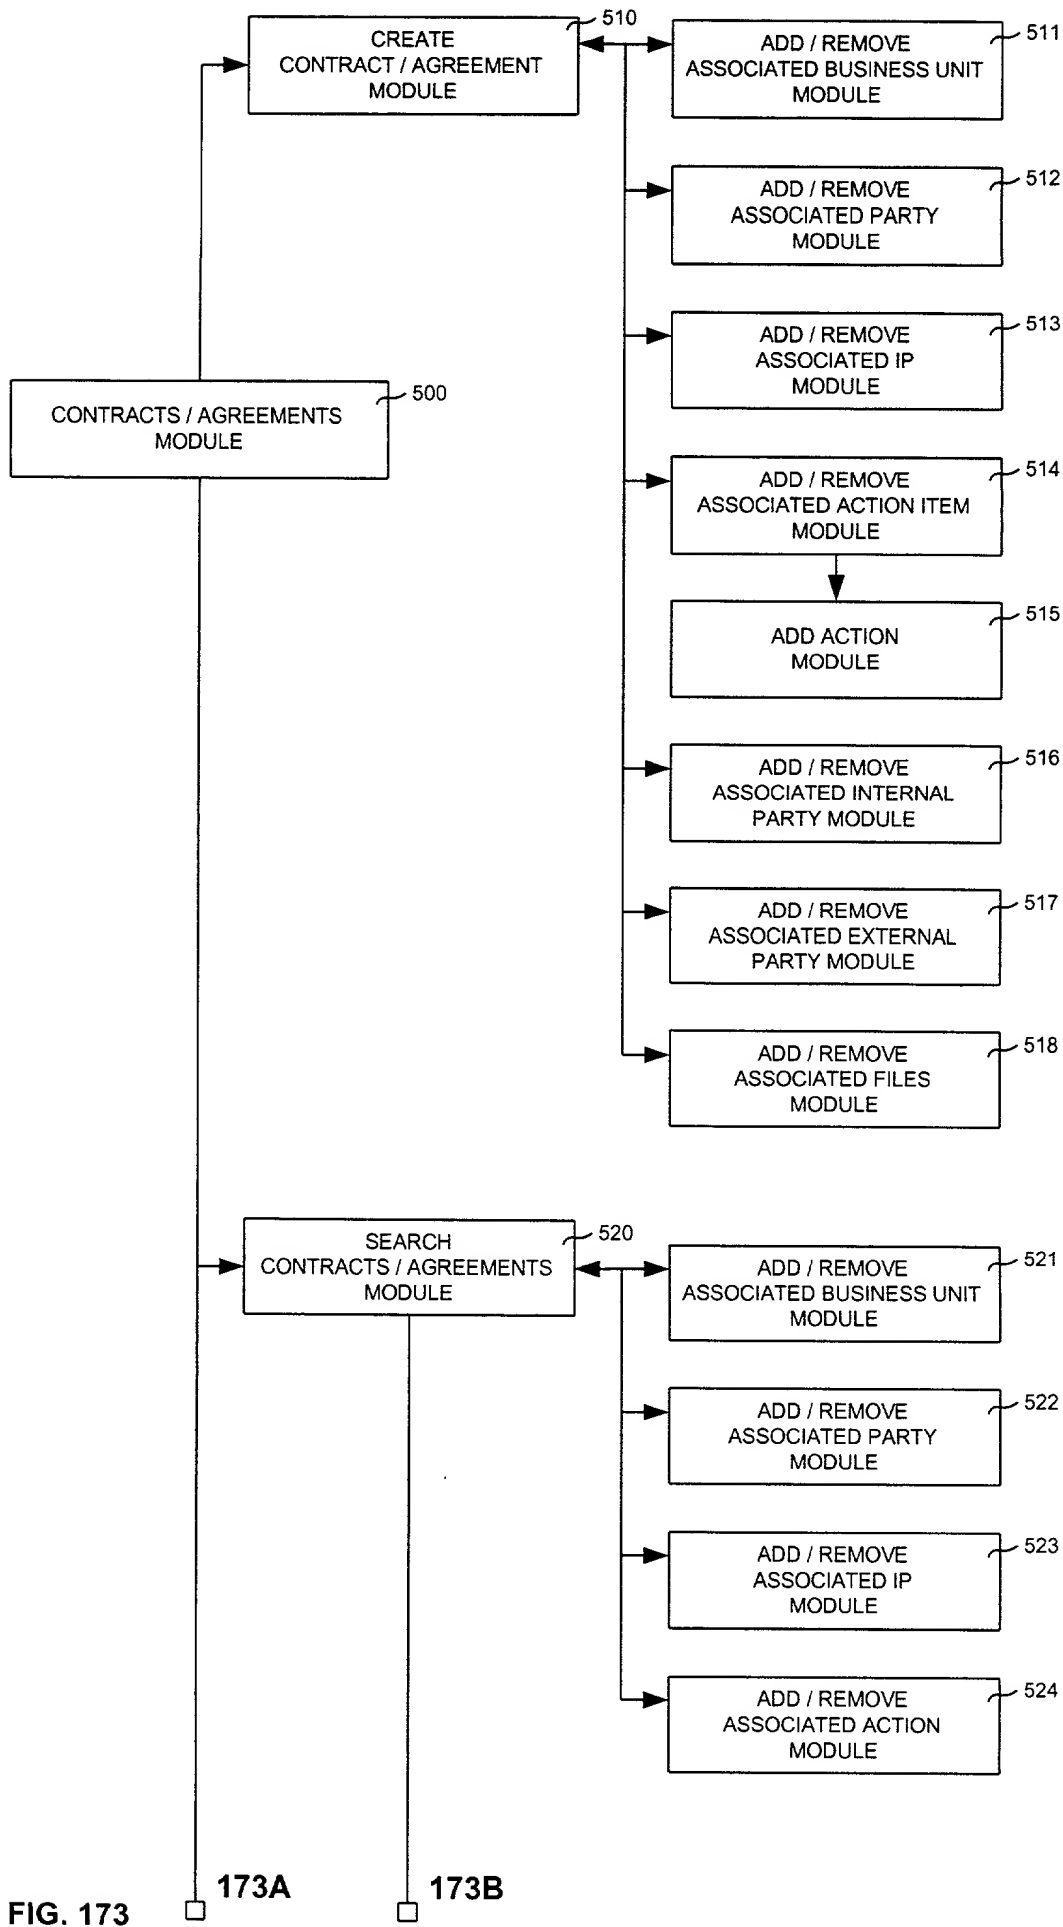 510
CREATE
CONTRACT / AGREEMENT
MODULE
511
ADD / REMOVE
ASSOCIATED BUSINESS UNIT
MODULE
512
ADD / REMOVE
ASSOCIATED PARTY
MODULE
513
ADD / REMOVE
ASSOCIATED IP
MODULE
500
CONTRACTS / AGREEMENTS
MODULE
514
ADD / REMOVE
ASSOCIATED ACTION ITEM
MODULE
515
ADD ACTION
MODULE
516
ADD / REMOVE
ASSOCIATED INTERNAL
PARTY MODULE
517
ADD / REMOVE
ASSOCIATED EXTERNAL
PARTY MODULE
518
ADD / REMOVE
ASSOCIATED FILES
MODULE
520
SEARCH
CONTRACTS / AGREEMENTS
MODULE
521
ADD / REMOVE
ASSOCIATED BUSINESS UNIT
MODULE
522
ADD / REMOVE
ASSOCIATED PARTY
MODULE
523
ADD / REMOVE
ASSOCIATED IP
MODULE
524
ADD / REMOVE
ASSOCIATED ACTION
MODULE
173A
173B
FIG. 173